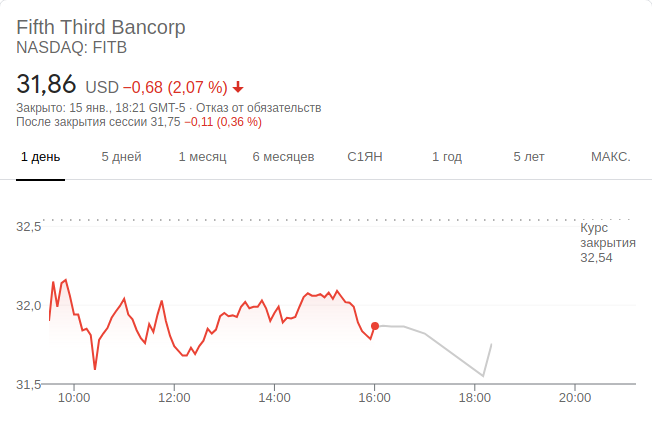 Fifth Third Bancorp
NASDAQ: FITB
31,86 USD −0,68 (2,07 %)
Закрыто: 15 янв., 18:21 GMT-5 · Отказ от обязательств
После закрытия сессии 31,75 −0,11 (0,36 %)
1 день 5 дней 1 месяц 6 месяцев С1ЯН 1 год 5 лет МАКС.
32,5
Курс
закрытия
32,54
32,0
31,5
10:00 12:00 14:00 16:00 18:00 20:00